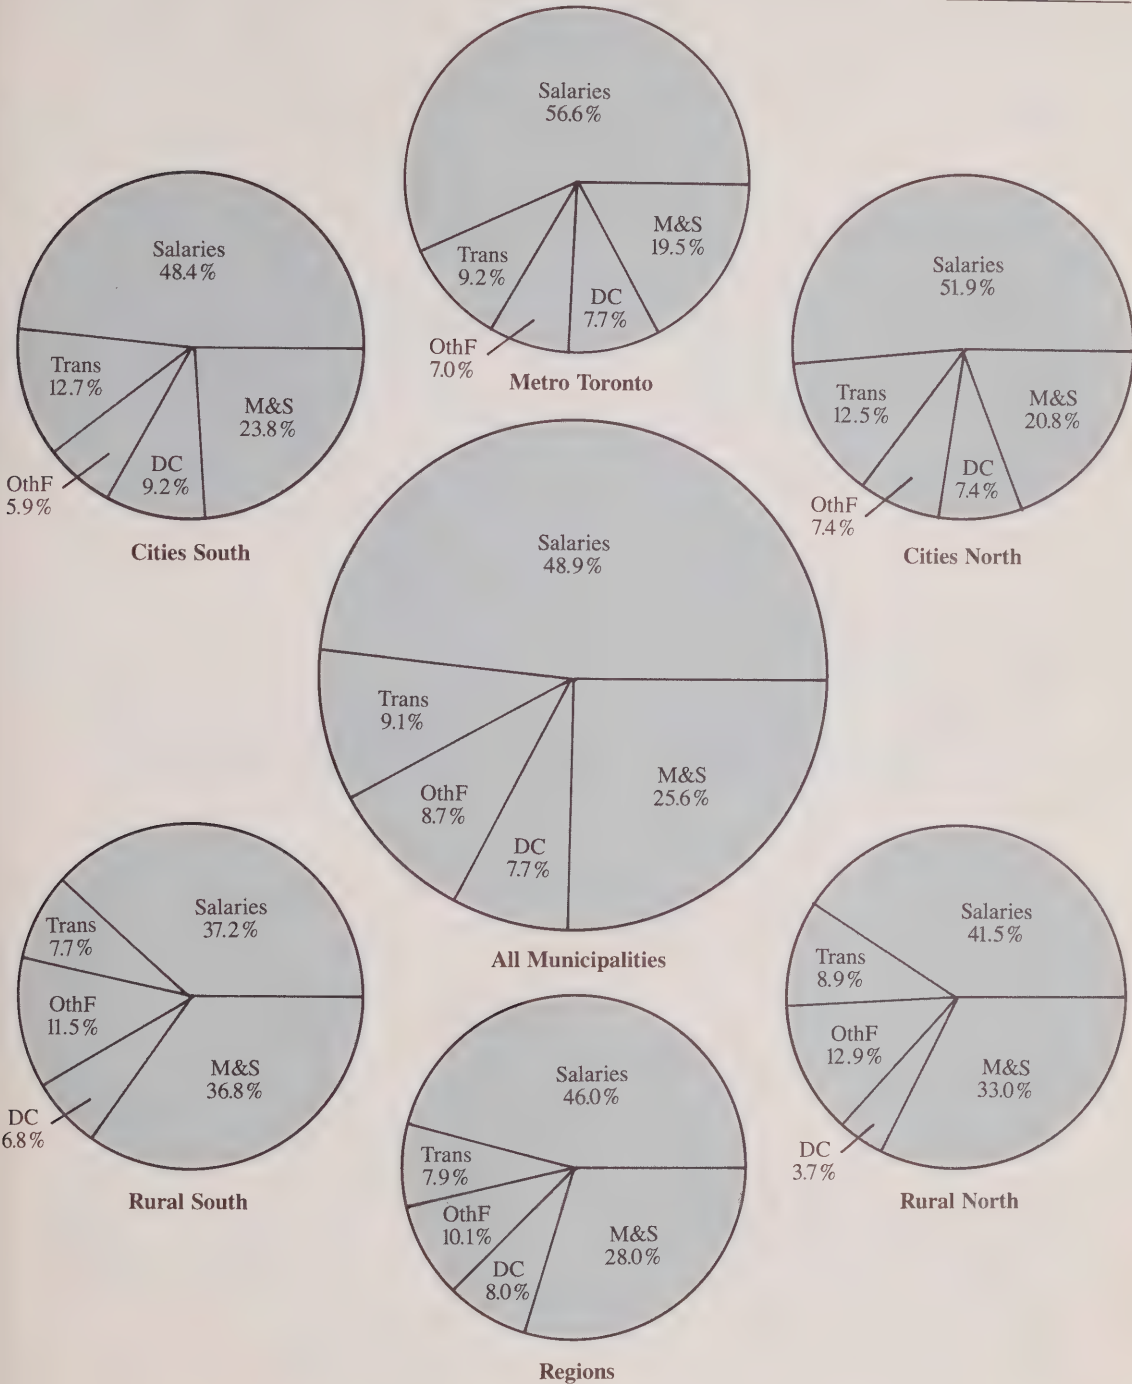 Salaries
56.6%
Trans
9.2%
OthF
7.0%
DC
7.7%
M&S
19.5%
Metro Toronto
Salaries
48.4%
Trans
12.7%
OthF
5.9%
DC
9.2%
M&S
23.8%
Cities South
Salaries
51.9%
Trans
12.5%
OthF
7.4%
DC
7.4%
M&S
20.8%
Cities North
Salaries
48.9%
Trans
9.1%
OthF
8.7%
DC
7.7%
M&S
25.6%
All Municipalities
Salaries
37.2%
Trans
7.7%
OthF
11.5%
DC
6.8%
M&S
36.8%
Rural South
Salaries
46.0%
Trans
7.9%
OthF
10.1%
DC
8.0%
M&S
28.0%
Regions
Salaries
41.5%
Trans
8.9%
OthF
12.9%
DC
3.7%
M&S
33.0%
Rural North